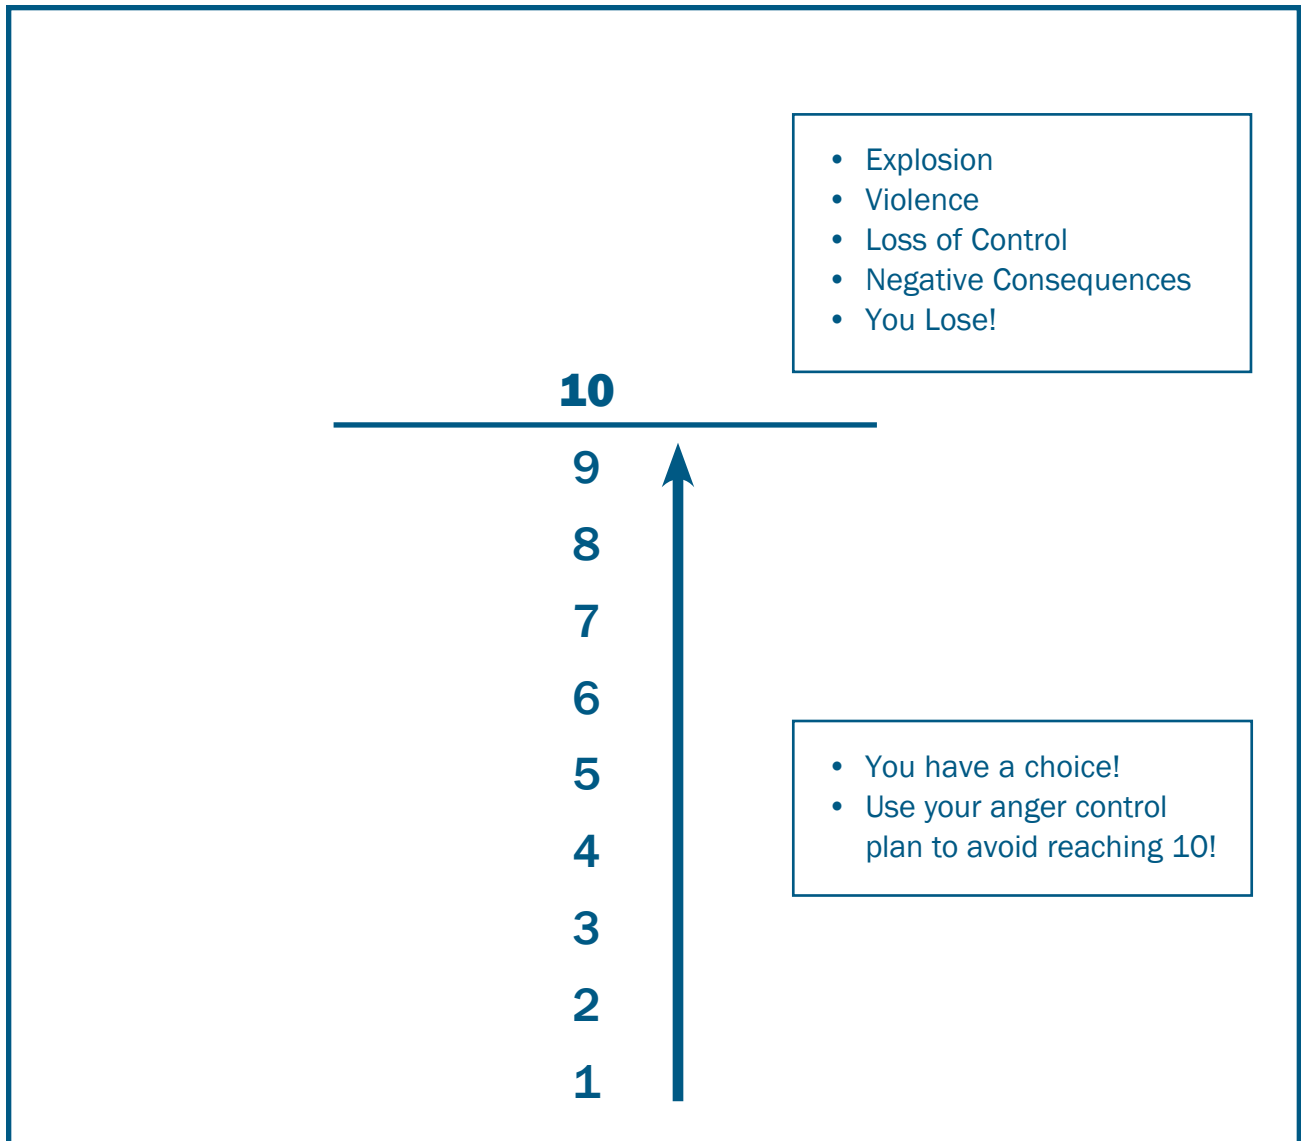 • Explosion
• Violence
• Loss of Control
• Negative Consequences
• You Lose!
10
9
8
7
6
5
• You have a choice!
• Use your anger control
plan to avoid reaching 10!
4
3
2
1